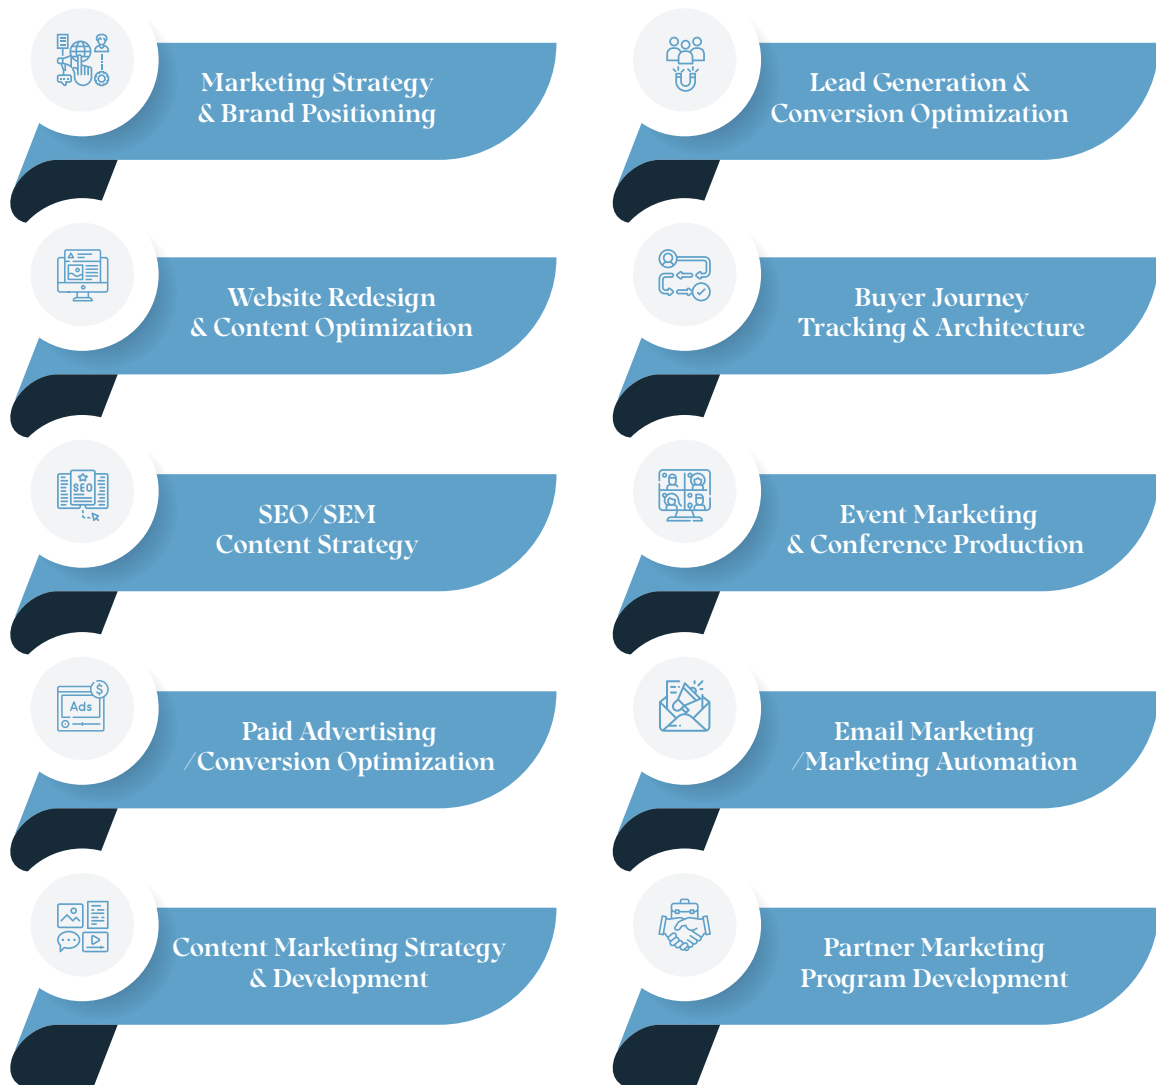 Marketing Strategy
& Brand Positioning
Lead Generation &
Conversion Optimization
Website Redesign
& Content Optimization
Buyer Journey
Tracking & Architecture
SEO
SEO/SEM
Content Strategy
Event Marketing
& Conference Production
$
Ads
Paid Advertising
/Conversion Optimization
Email Marketing
/Marketing Automation
Content Marketing Strategy
& Development
Partner Marketing
Program Development